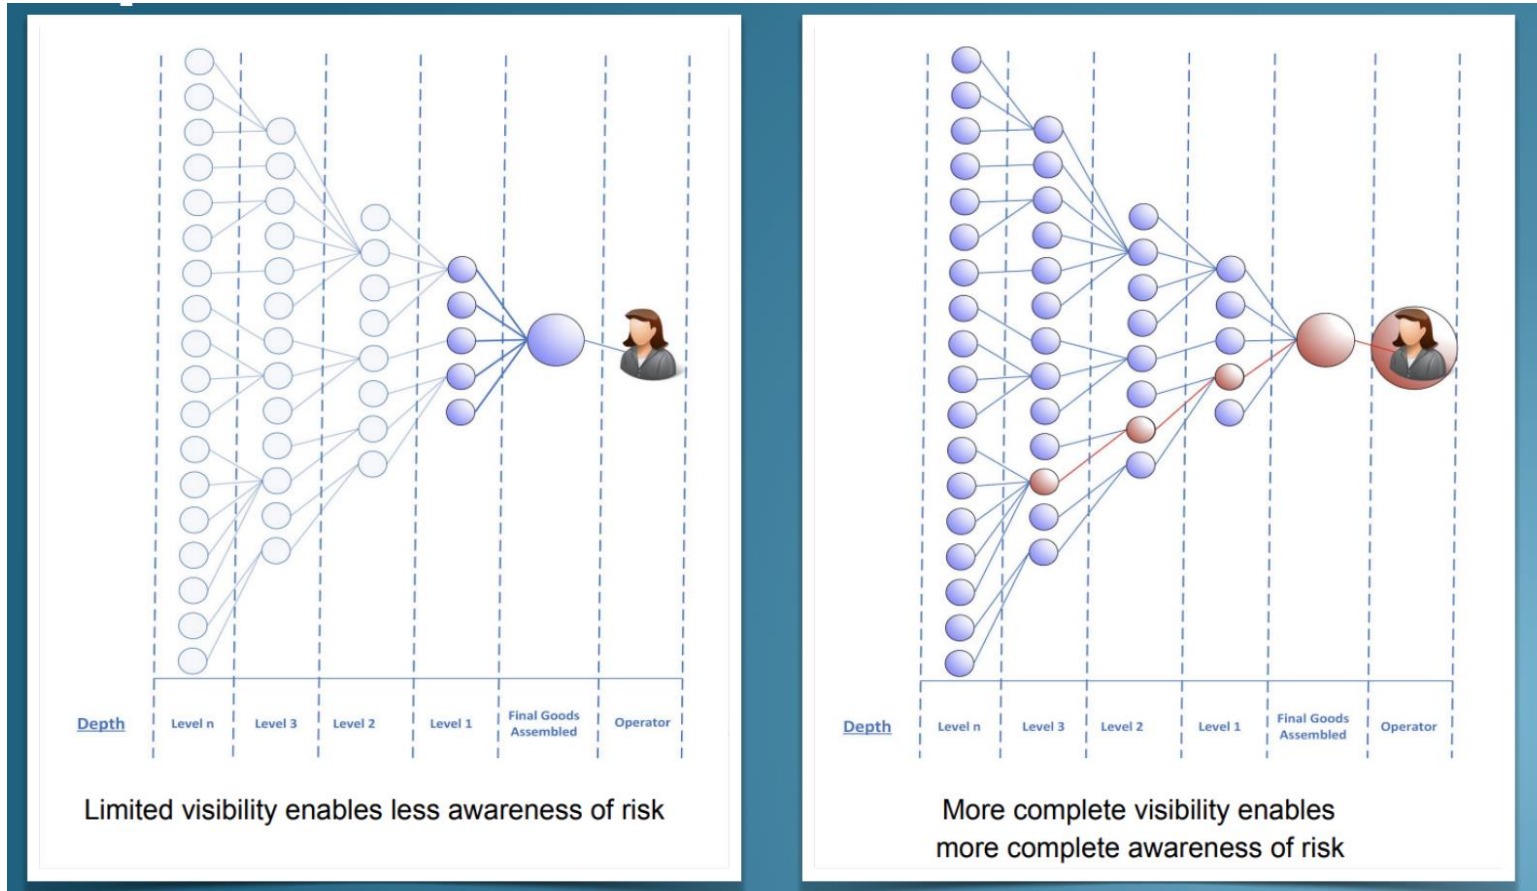 Depth
Level n
Level 3
Level 2
Level 1
Final Goods
Assembled
Operator
Limited visibility enables less awareness of risk
Depth
Level n
Level 3
Level 2
Level 1
Final Goods
Assembled
Operator
More complete visibility enables
more complete awareness of risk